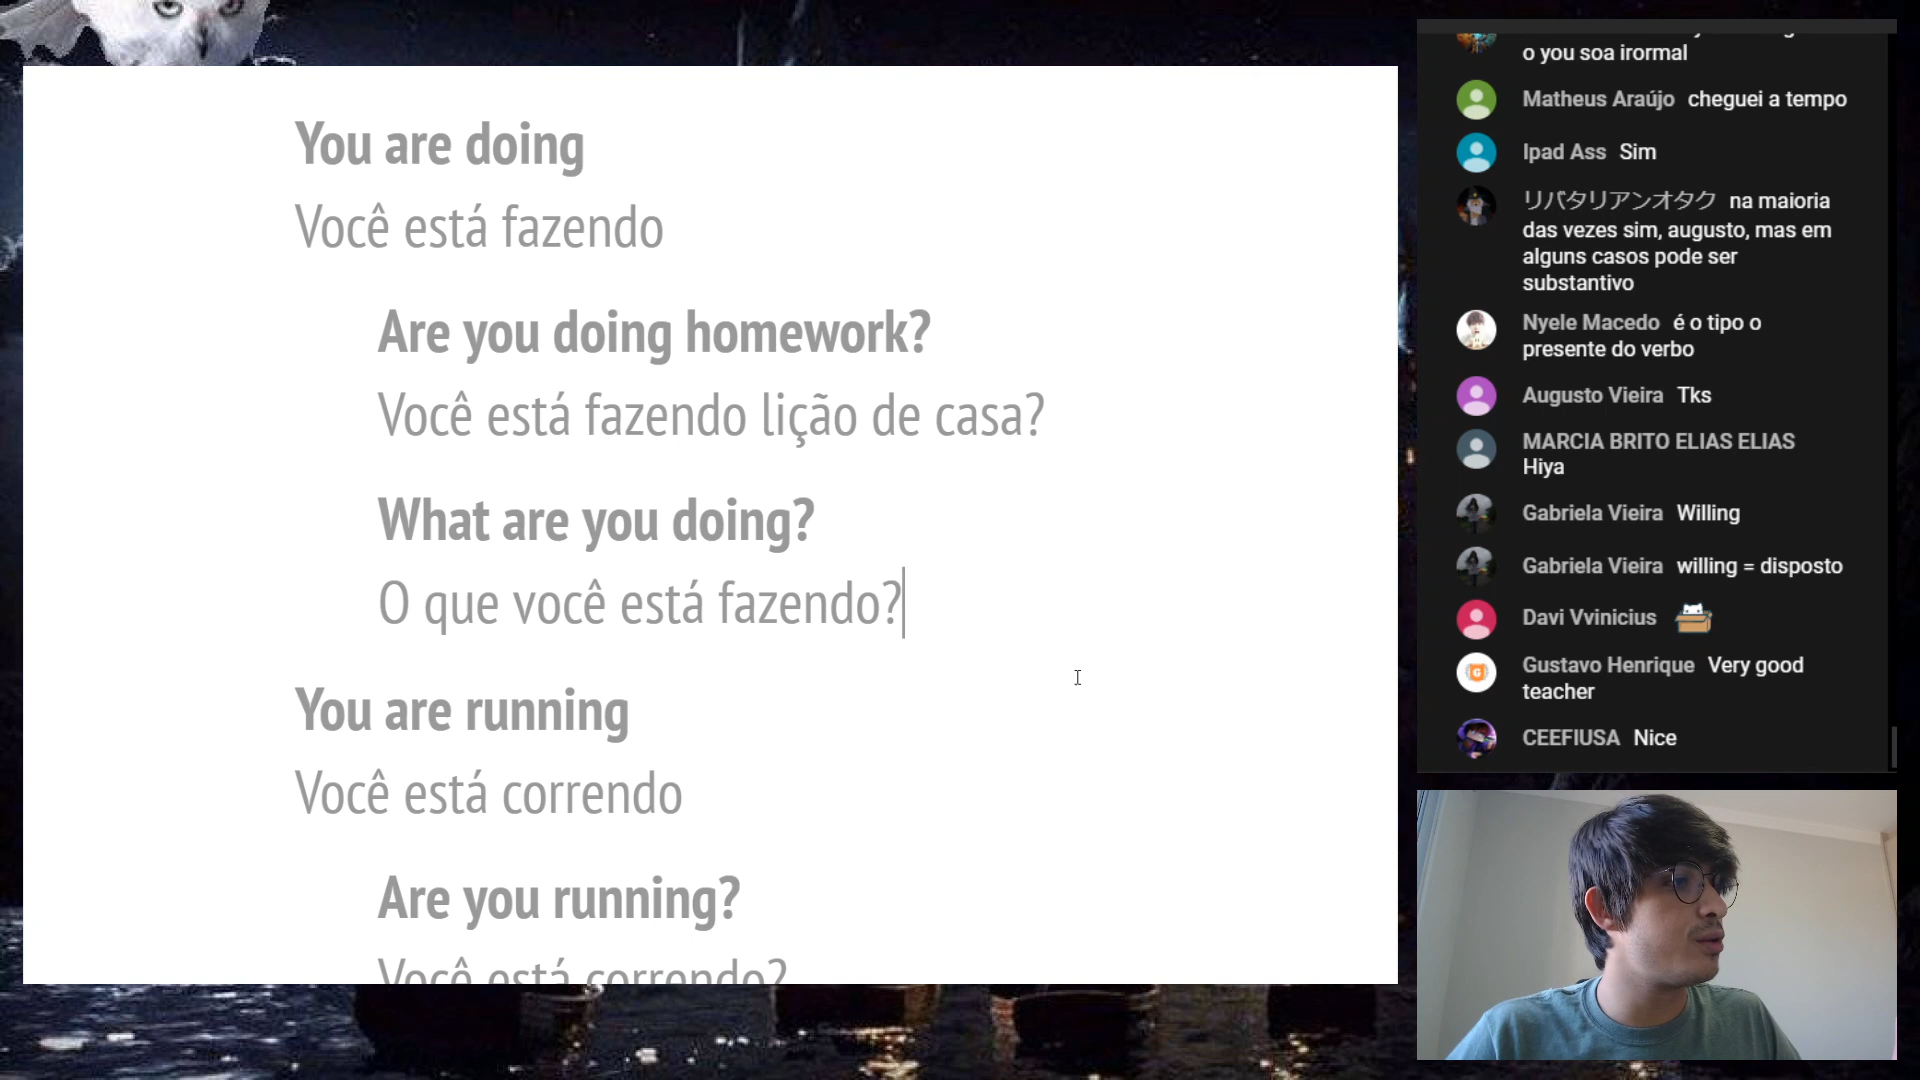 You are doing
Você está fazendo
Are you doing homework?
Você está fazendo lição de casa?
What are you doing?
O que você está fazendo?
You are running
Você está correndo
Are you running?
Você está correndo?
o you soa irormal
Matheus Araújo cheguei a tempo
Ipad Ass Sim
リバタリアンオタク na maioria
das vezes sim, augusto, mas em
alguns casos pode ser
substantivo
Nyele Macedo é o tipo o
presente do verbo
Augusto Vieira Tks
MARCIA BRITO ELIAS ELIAS
Hiya
Gabriela Vieira Willing
Gabriela Vieira willing = disposto
Davi Vvinicius
Gustavo Henrique Very good
teacher
CEEFIUSA Nice